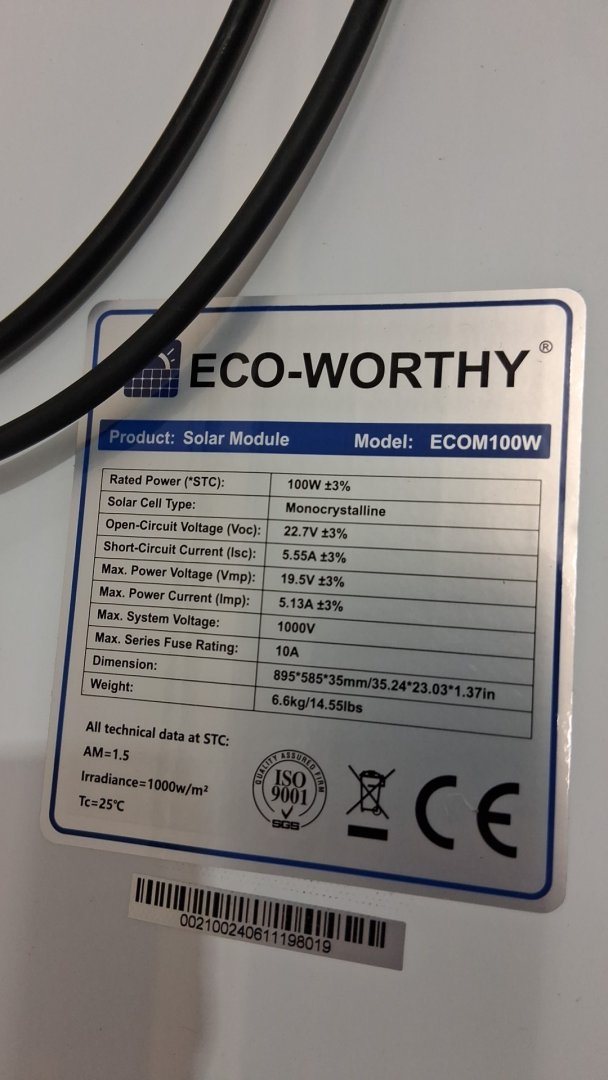 ECO-WORTHY®
Product: Solar Module Model: ECOM100W
Rated Power (*STC): 100W ±3%
Solar Cell Type: Monocrystalline
Open-Circuit Voltage (Voc): 22.7V ±3%
Short-Circuit Current (Isc): 5.55A ±3%
Max. Power Voltage (Vmp): 19.5V ±3%
Max. Power Current (Imp): 5.13A ±3%
Max. System Voltage: 1000V
Max. Series Fuse Rating: 10A
Dimension: 895*585*35mm/35.24*23.03*1.37in
Weight: 6.6kg/14.55lbs
All technical data at STC:
AM=1.5
Irradiance=1000w/m²
Tc=25℃
QUALITY ASSURED FIRM
ISO
9001
SGS
CE
002100240611198019